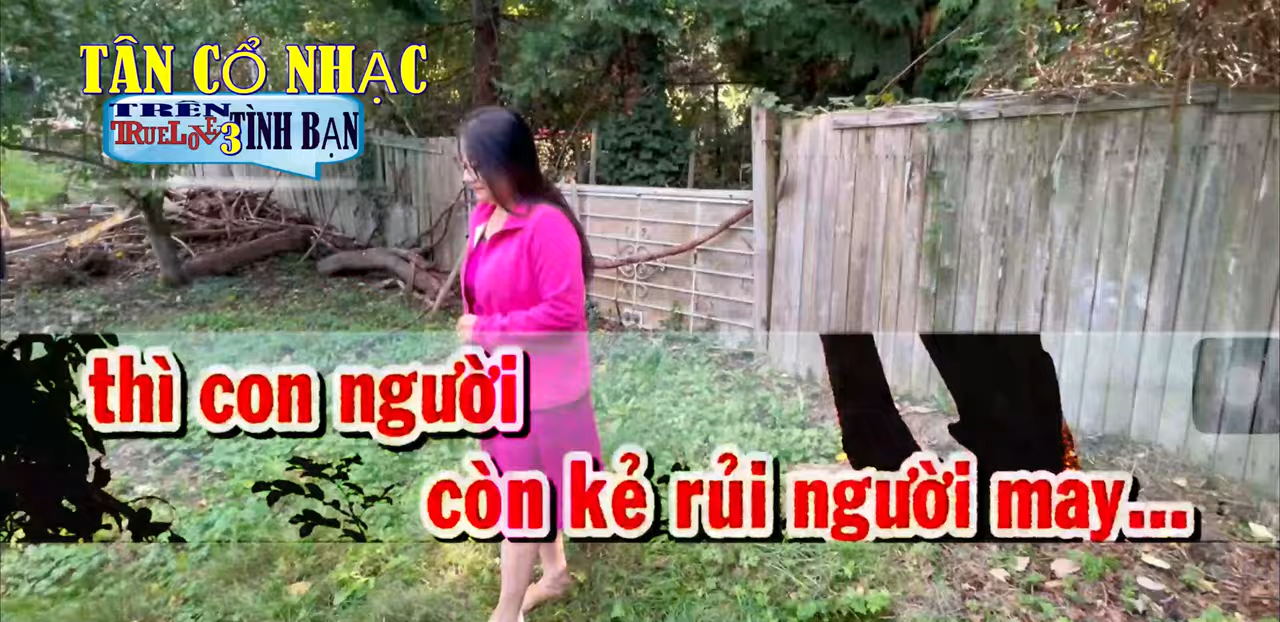 TÂN CỔ NHẠC
TRÊN
TRUELOVE3 TÌNH BẠN
thì con người
còn kẻ rủi người may...